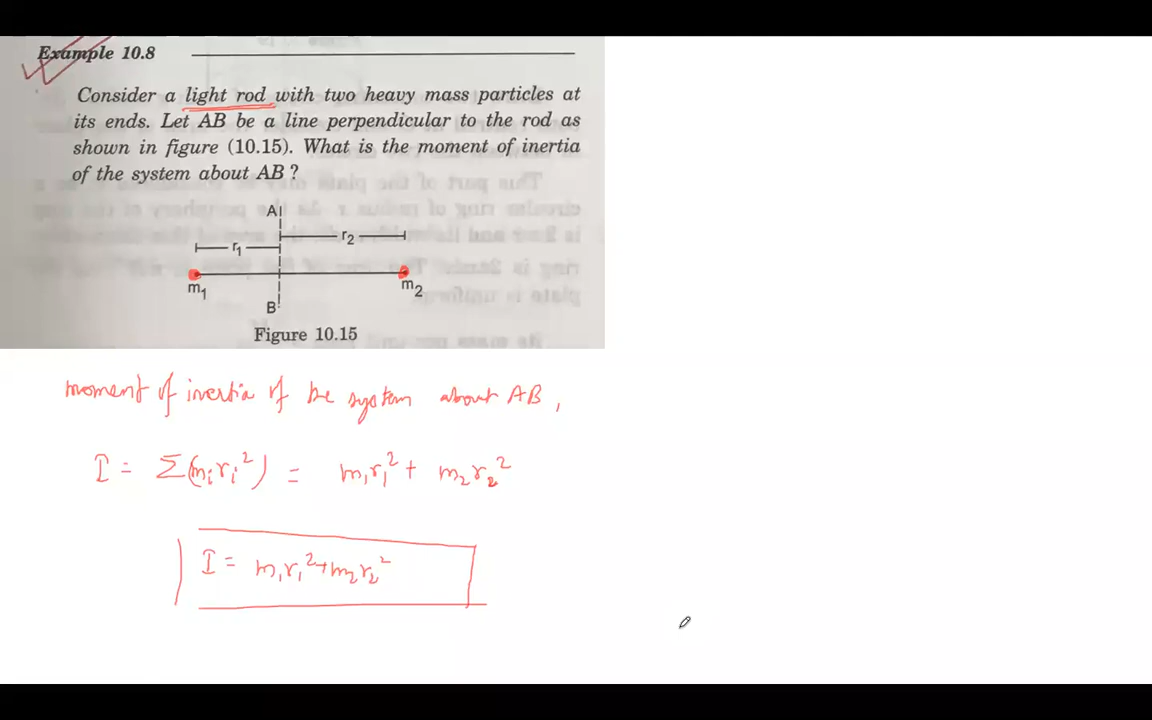 Example 10.8
Consider a light rod with two heavy mass particles at
its ends. Let AB be a line perpendicular to the rod as
shown in figure (10.15). What is the moment of inertia
of the system about AB ?
A
r₁ r₂
m₁ m₂
B
Figure 10.15
moment of inertia of the system about AB,
I = Σ(mᵢrᵢ²) = m₁r₁² + m₂r₂²
I = m₁r₁² + m₂r₂²